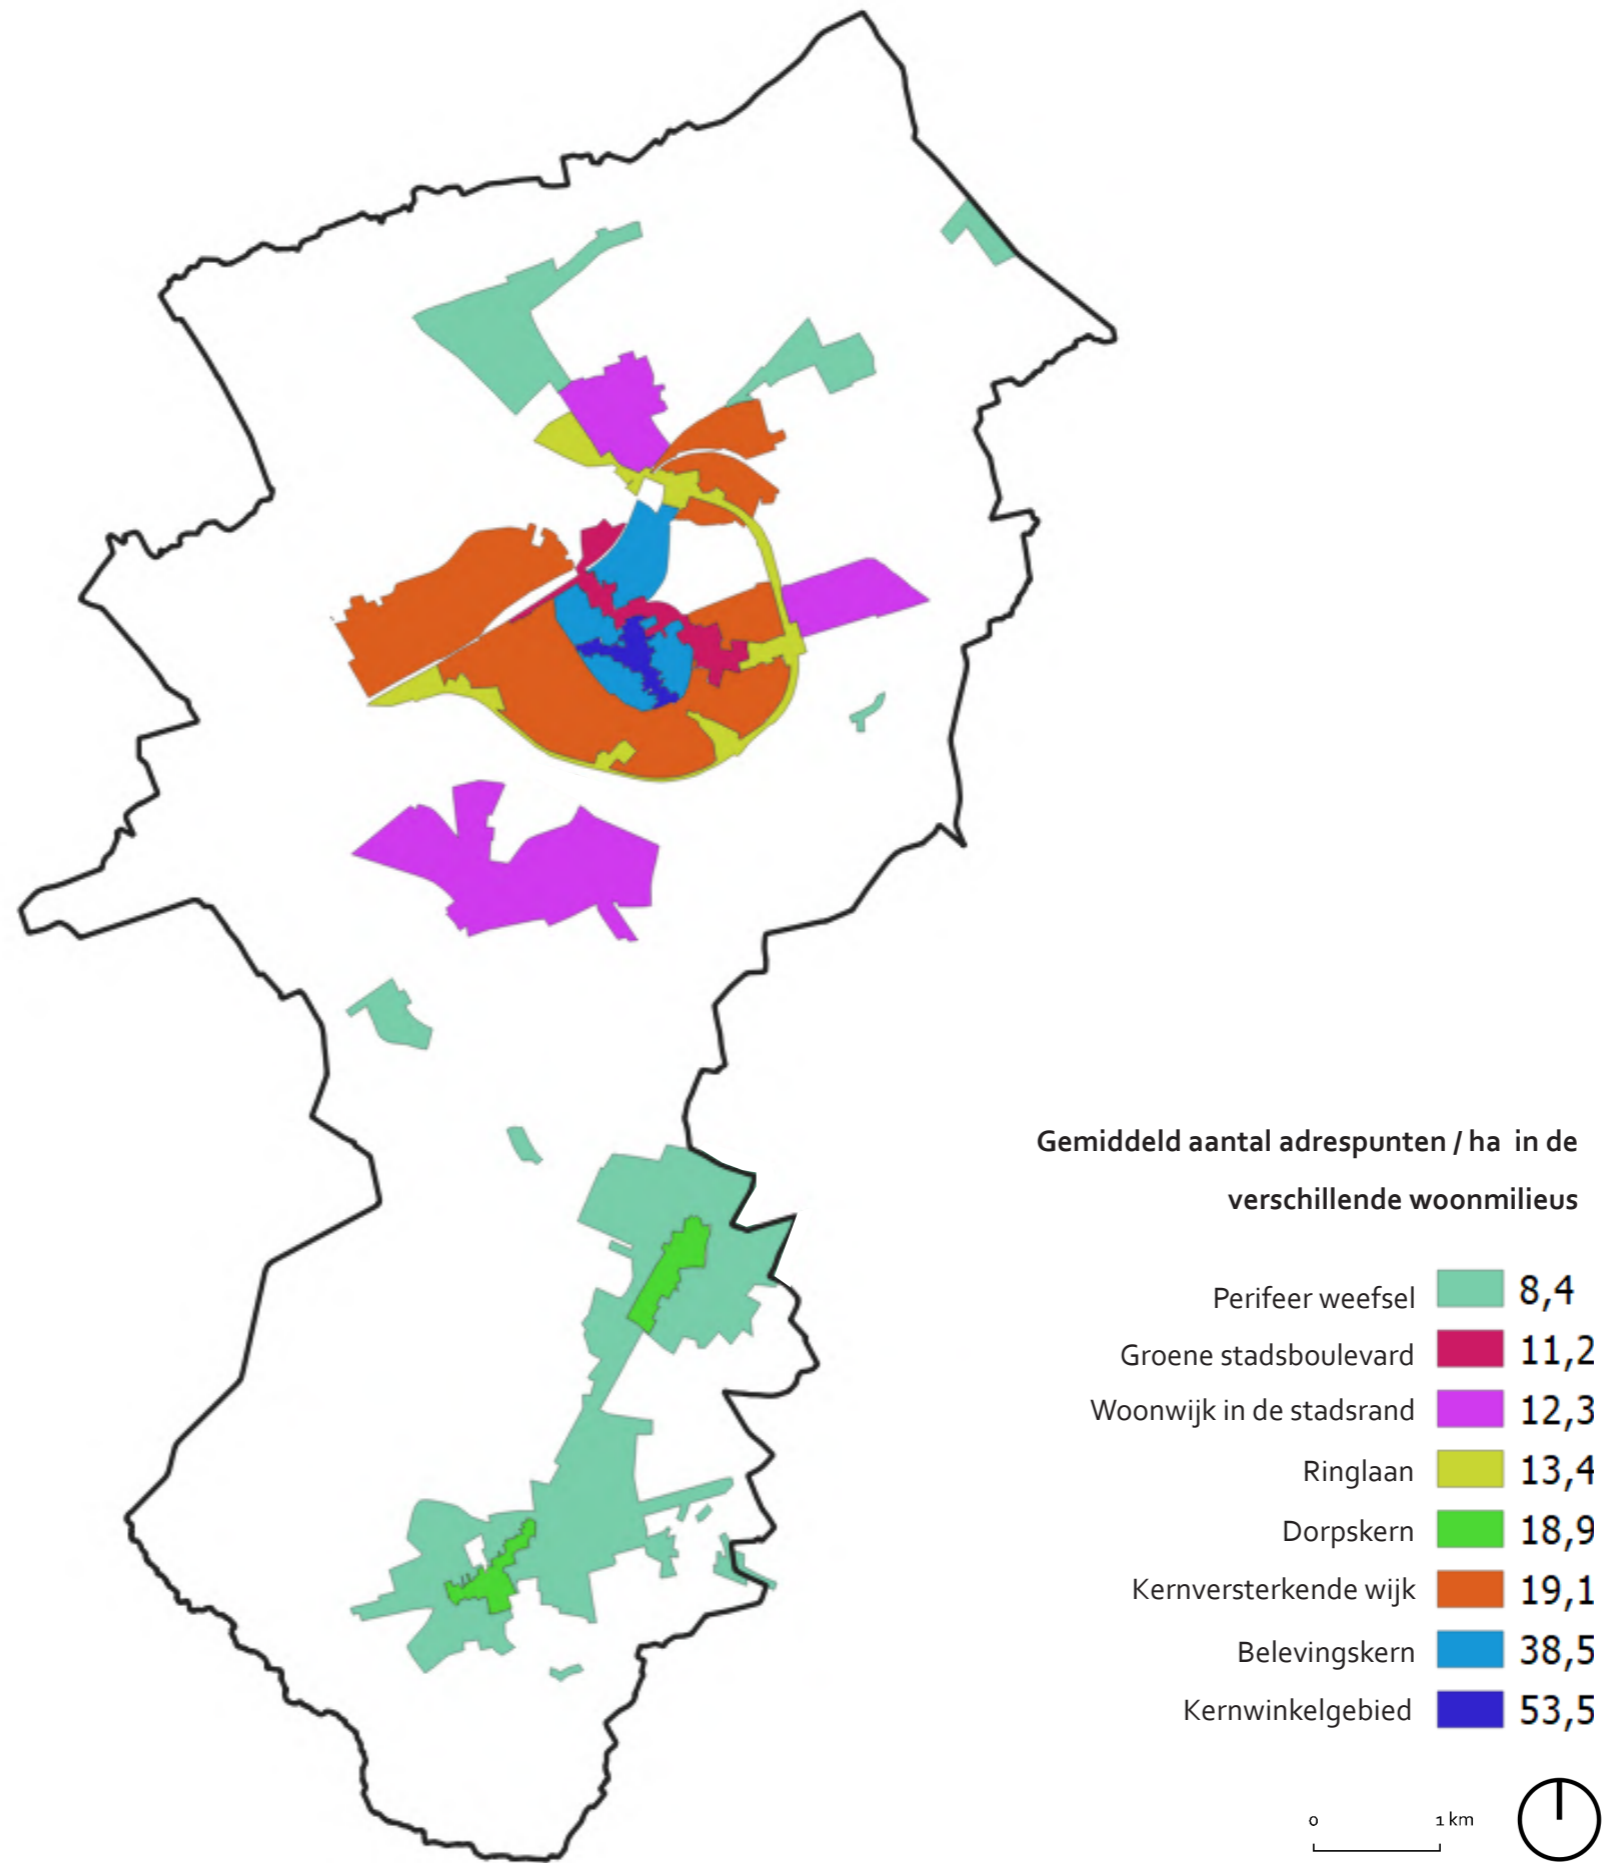 Gemiddeld aantal adrespunten / ha in de
verschillende woonmilieus
Perifeer weefsel 8,4
Groene stadsboulevard 11,2
Woonwijk in de stadsrand 12,3
Ringlaan 13,4
Dorpskern 18,9
Kernversterkende wijk 19,1
Belevingskern 38,5
Kernwinkelgebied 53,5
0 1 km